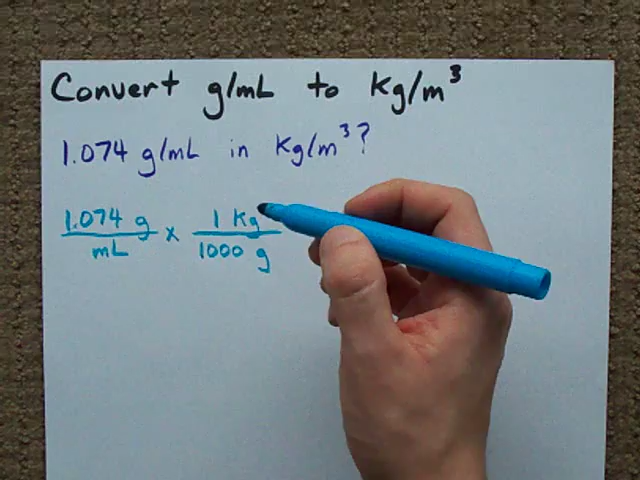 Convert g/mL to Kg/m³
1.074 g/mL in Kg/m³?
1.074 g / mL x 1 Kg / 1000 g